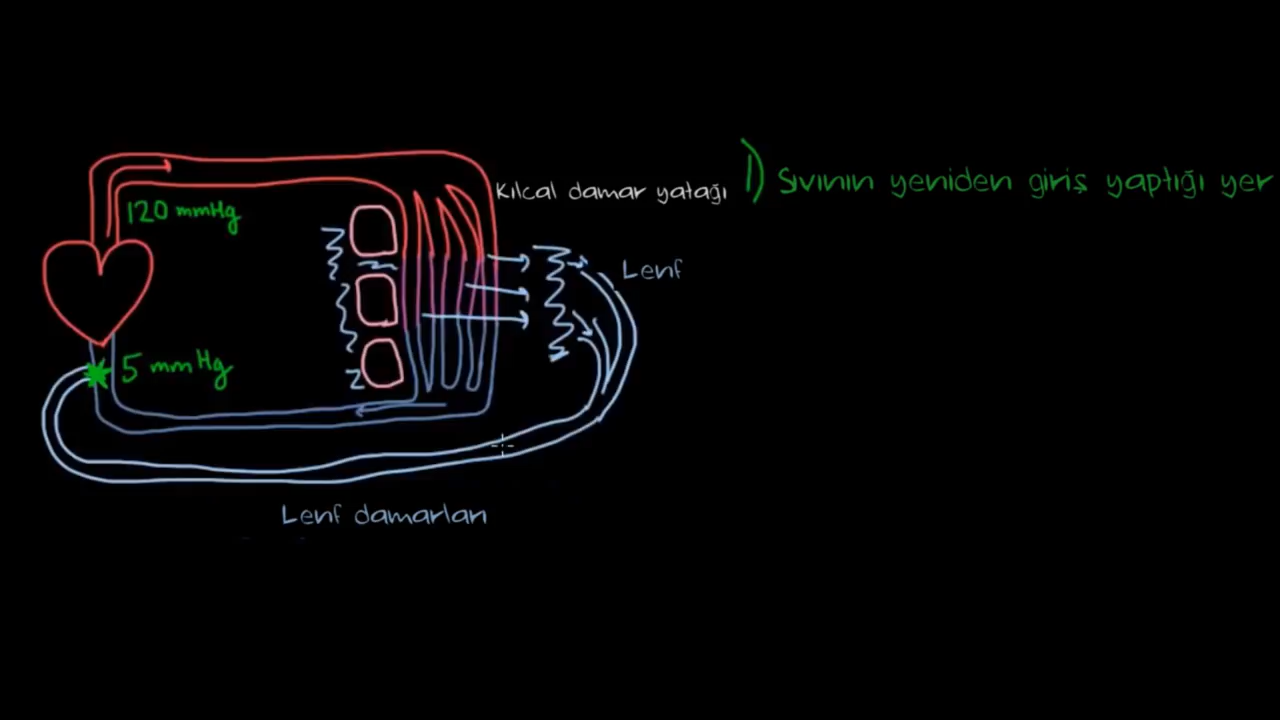 Kılcal damar yatağı
1) Sıvının yeniden giriş yaptığı yer
120 mmHg
Lenf
5 mmHg
Lenf damarları